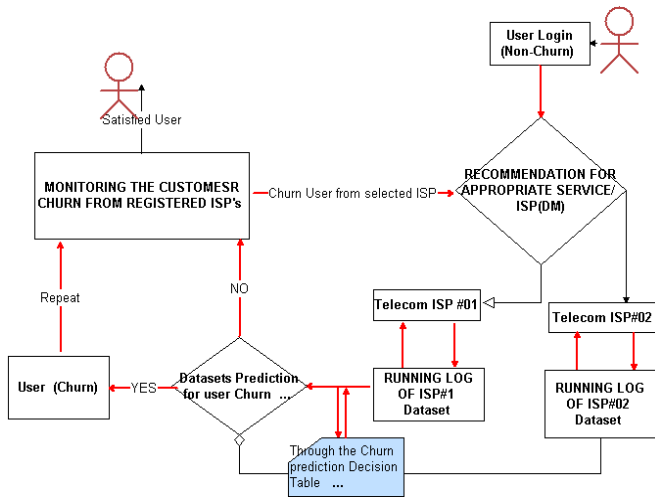 User Login
(Non-Churn)
Satisfied User
MONITORING THE CUSTOMESR
CHURN FROM REGISTERED ISP's
Churn User from selected ISP
RECOMMENDATION FOR
APPROPRIATE SERVICE/
ISP(DM)
Repeat
NO
Telecom ISP #01
Telecom ISP#02
User (Churn)
YES
Datasets Prediction
for user Churn ...
RUNNING LOG
OF ISP#1
Dataset
RUNNING LOG
OF ISP#02
Dataset
Through the Churn
prediction Decision
Table ...